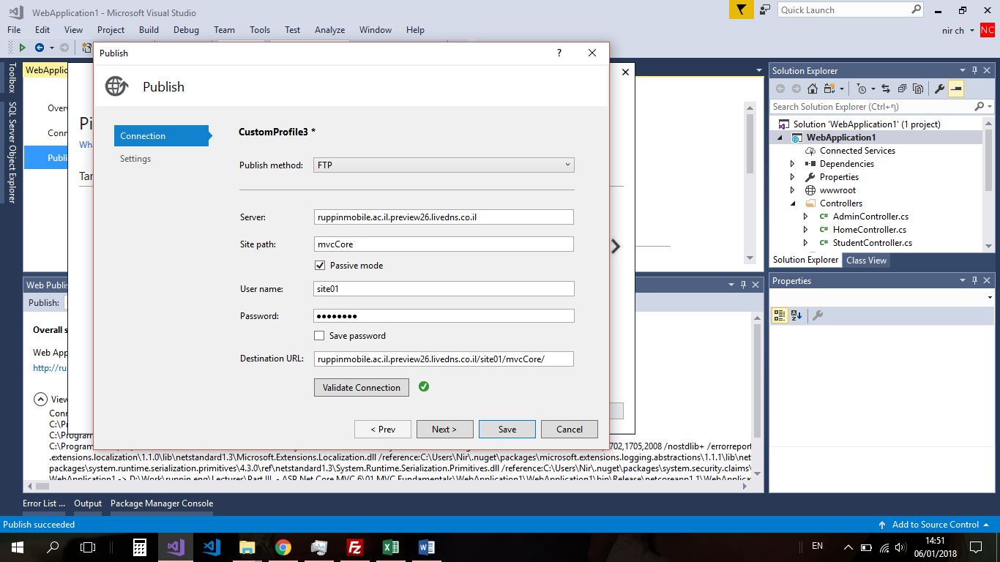 WebApplication1 - Microsoft Visual Studio
Quick Launch
File Edit View Project Build Debug Team Tools Test Analyze Window Help
nir ch NC
Toolbox
SQL Server Object Explorer
WebApplic
Over
Conn
Publi
Pi
Wha
Tar
Publish
?
Publish
Connection
Settings
CustomProfile3 *
Publish method: FTP
Server: ruppinmobile.ac.il.preview26.livedns.co.il
Site path: mvcCore
Passive mode
User name: site01
Password: ●●●●●●●●
Save password
Destination URL: ruppinmobile.ac.il.preview26.livedns.co.il/site01/mvcCore/
Validate Connection
< Prev Next > Save Cancel
Solution Explorer
Search Solution Explorer (Ctrl+ף)
Solution 'WebApplication1' (1 project)
WebApplication1
Connected Services
Dependencies
Properties
wwwroot
Controllers
C# AdminController.cs
C# HomeController.cs
C# StudentController.cs
Solution Explorer Class View
Properties
Web Publis
Publish:
Overall s
Web App
http://ru
View
Conn
C:\Pr
C:\Progra
C:\Program
,1702,1705,2008 /nostdlib+ /errorreport
.extensions.localization\1.1.0\lib\netstandard1.3\Microsoft.Extensions.Localization.dll /reference:C:\Users\Nir\.nuget\packages\microsoft.extensions.logging.abstractions\1.1.1\lib\net
packages\system.runtime.serialization.primitives\4.3.0\ref\netstandard1.3\System.Runtime.Serialization.Primitives.dll /reference:C:\Users\Nir\.nuget\packages\system.security.claims\
WebApplication1 -> D:\Work\ruppin eng\Lectures\Part III - ASP.Net Core MVC 6\01 MVC Fundamentals\WebApplication1\WebApplication1\bin\Release\netcoreapp1.1\WebApplica
Error List ... Output Package Manager Console
Publish succeeded
Add to Source Control
EN
14:51
06/01/2018